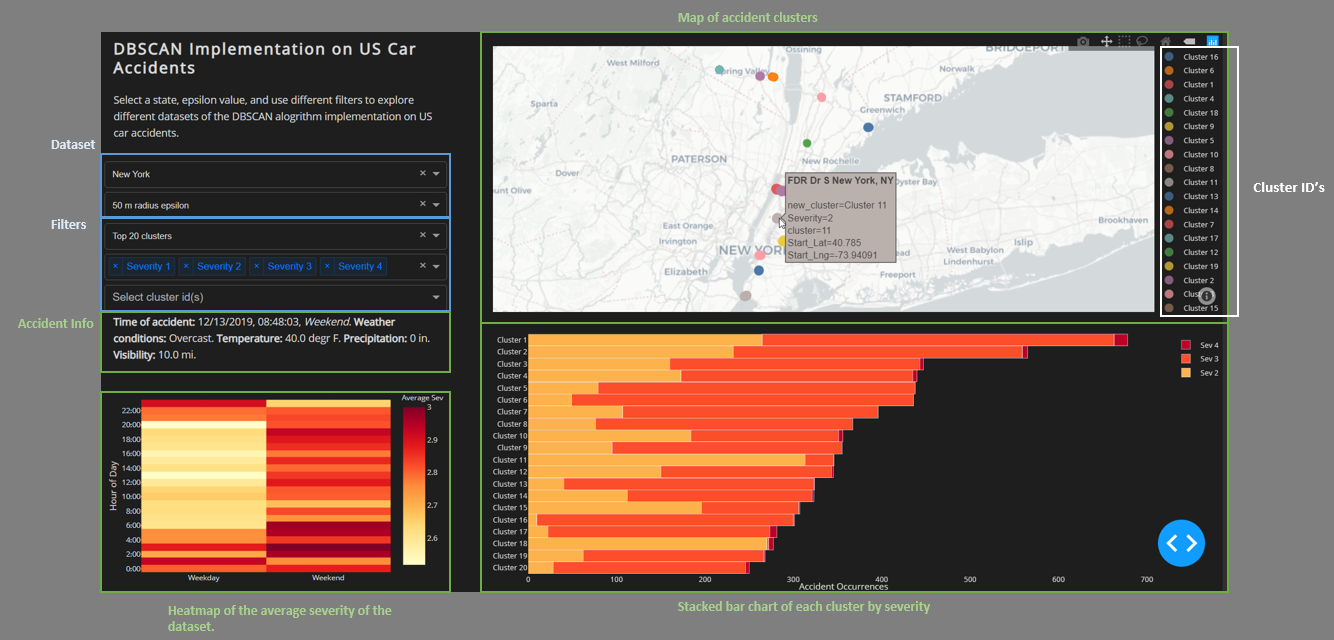 Map of accident clusters
DBSCAN Implementation on US Car
Accidents
Select a state, epsilon value, and use different filters to explore
different datasets of the DBSCAN alogrithm implementation on US
car accidents.
Dataset
New York
50 m radius epsilon
Filters
Top 20 clusters
× Severity 1 × Severity 2 × Severity 3 × Severity 4
Select cluster id(s)
Accident Info
Time of accident: 12/13/2019, 08:48:03, Weekend. Weather
conditions: Overcast. Temperature: 40.0 degr F. Precipitation: 0 in.
Visibility: 10.0 mi.
Average Sev
3
2.9
2.8
2.7
2.6
Hour of Day
22:00
20:00
18:00
16:00
14:00
12:00
10:00
8:00
6:00
4:00
2:00
0:00
Weekday
Weekend
Heatmap of the average severity of the
dataset.
Ossining
BRIDGEPORT
West Milford
Spring Valley
Norwalk
Sparta
STAMFORD
Greenwich
PATERSON
New Rochelle
Dover
unt Olive
Oyster Bay
East Orange
Brookhaven
Irvington
NEW YORK
Islip
West Babylon
Lindenhurst
Elizabeth
Freeport
FDR Dr S New York, NY
new_cluster=Cluster 11
Severity=2
cluster=11
Start_Lat=40.785
Start_Lng=-73.94091
Cluster 16
Cluster 6
Cluster 1
Cluster 4
Cluster 18
Cluster 9
Cluster 5
Cluster 10
Cluster 8
Cluster 11
Cluster 13
Cluster 14
Cluster 7
Cluster 17
Cluster 12
Cluster 19
Cluster 2
Cluster 15
Cluster ID's
Cluster 1
Cluster 2
Cluster 3
Cluster 4
Cluster 5
Cluster 6
Cluster 7
Cluster 8
Cluster 10
Cluster 9
Cluster 11
Cluster 12
Cluster 13
Cluster 14
Cluster 15
Cluster 16
Cluster 17
Cluster 18
Cluster 19
Cluster 20
0 100 200 300 400 500 600 700
Accident Occurrences
Sev 4
Sev 3
Sev 2
Stacked bar chart of each cluster by severity